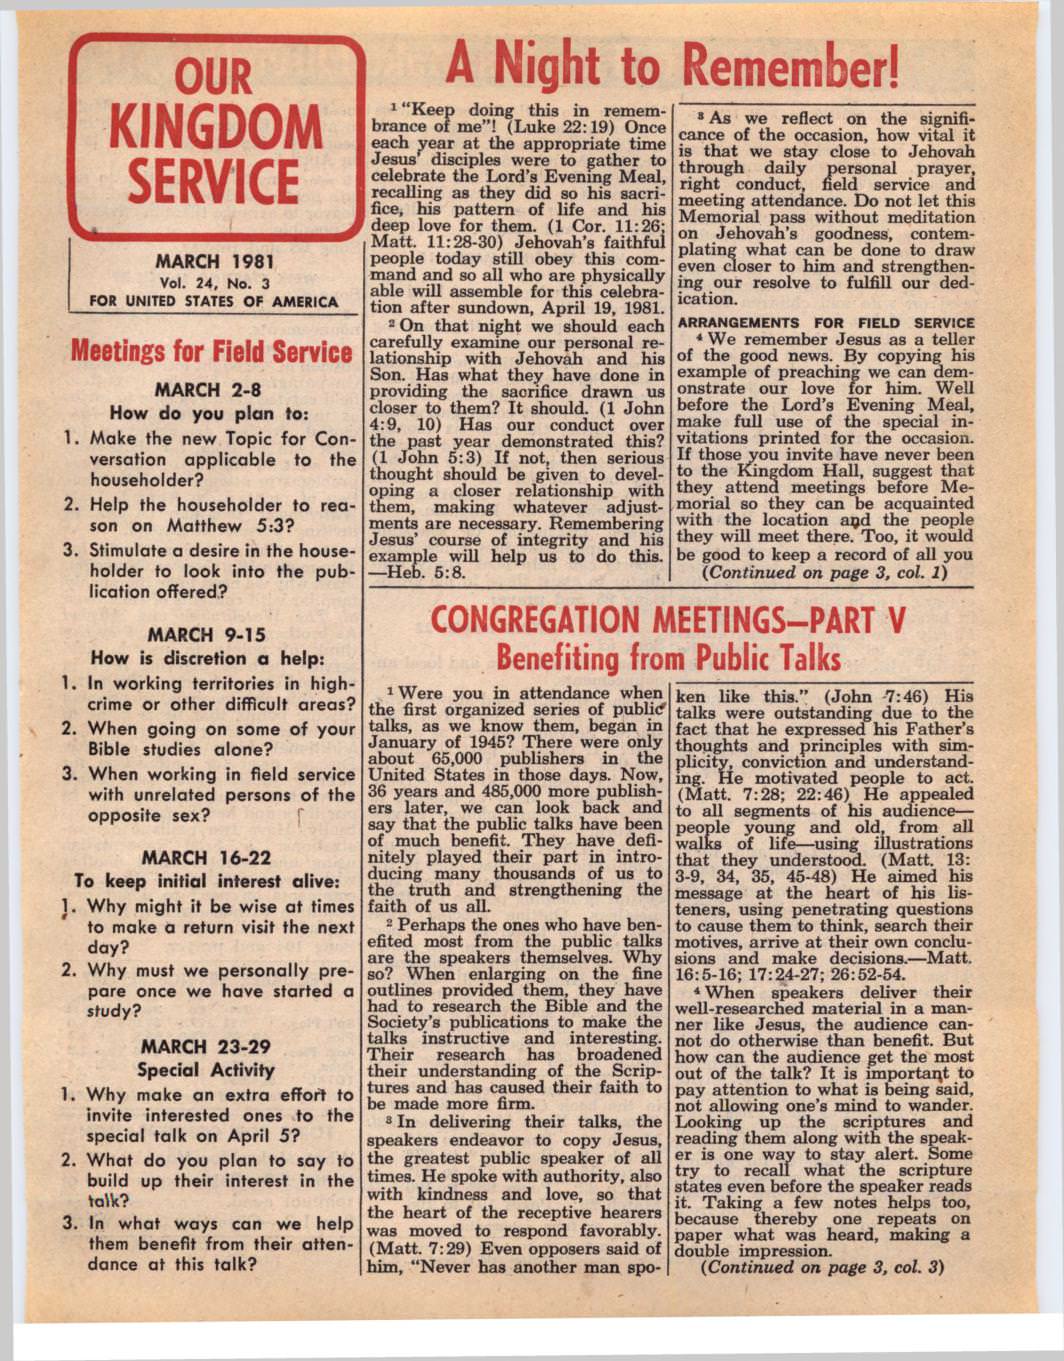 OUR
KINGDOM
SERVICE
MARCH 1981
Vol. 24, No. 3
FOR UNITED STATES OF AMERICA
Meetings for Field Service
MARCH 2-8
How do you plan to:
1. Make the new Topic for Con-
versation applicable to the
householder?
2. Help the householder to rea-
son on Matthew 5:3?
3. Stimulate a desire in the house-
holder to look into the pub-
lication offered?
MARCH 9-15
How is discretion a help:
1. In working territories in high-
crime or other difficult areas?
2. When going on some of your
Bible studies alone?
3. When working in field service
with unrelated persons of the
opposite sex?
MARCH 16-22
To keep initial interest alive:
1. Why might it be wise at times
to make a return visit the next
day?
2. Why must we personally pre-
pare once we have started a
study?
MARCH 23-29
Special Activity
1. Why make an extra effort to
invite interested ones to the
special talk on April 5?
2. What do you plan to say to
build up their interest in the
talk?
3. In what ways can we help
them benefit from their atten-
dance at this talk?
A Night to Remember!
1 "Keep doing this in remem-
brance of me"! (Luke 22:19) Once
each year at the appropriate time
Jesus' disciples were to gather to
celebrate the Lord's Evening Meal,
recalling as they did so his sacri-
fice, his pattern of life and his
deep love for them. (1 Cor. 11:26;
Matt. 11:28-30) Jehovah's faithful
people today still obey this com-
mand and so all who are physically
able will assemble for this celebra-
tion after sundown, April 19, 1981.
2 On that night we should each
carefully examine our personal re-
lationship with Jehovah and his
Son. Has what they have done in
providing the sacrifice drawn us
closer to them? It should. (1 John
4:9, 10) Has our conduct over
the past year demonstrated this?
(1 John 5:3) If not, then serious
thought should be given to devel-
oping a closer relationship with
them, making whatever adjust-
ments are necessary. Remembering
Jesus' course of integrity and his
example will help us to do this.
—Heb. 5:8.
3 As we reflect on the signifi-
cance of the occasion, how vital it
is that we stay close to Jehovah
through daily personal prayer,
right conduct, field service and
meeting attendance. Do not let this
Memorial pass without meditation
on Jehovah's goodness, contem-
plating what can be done to draw
even closer to him and strengthen-
ing our resolve to fulfill our ded-
ication.
ARRANGEMENTS FOR FIELD SERVICE
4 We remember Jesus as a teller
of the good news. By copying his
example of preaching we can dem-
onstrate our love for him. Well
before the Lord's Evening Meal,
make full use of the special in-
vitations printed for the occasion.
If those you invite have never been
to the Kingdom Hall, suggest that
they attend meetings before Me-
morial so they can be acquainted
with the location and the people
they will meet there. Too, it would
be good to keep a record of all you
(Continued on page 3, col. 1)
CONGREGATION MEETINGS—PART V
Benefiting from Public Talks
1 Were you in attendance when
the first organized series of public
talks, as we know them, began in
January of 1945? There were only
about 65,000 publishers in the
United States in those days. Now,
36 years and 485,000 more publish-
ers later, we can look back and
say that the public talks have been
of much benefit. They have defi-
nitely played their part in intro-
ducing many thousands of us to
the truth and strengthening the
faith of us all.
2 Perhaps the ones who have ben-
efited most from the public talks
are the speakers themselves. Why
so? When enlarging on the fine
outlines provided them, they have
had to research the Bible and the
Society's publications to make the
talks instructive and interesting.
Their research has broadened
their understanding of the Scrip-
tures and has caused their faith to
be made more firm.
3 In delivering their talks, the
speakers endeavor to copy Jesus,
the greatest public speaker of all
times. He spoke with authority, also
with kindness and love, so that
the heart of the receptive hearers
was moved to respond favorably.
(Matt. 7:29) Even opposers said of
him, "Never has another man spo-
ken like this." (John 7:46) His
talks were outstanding due to the
fact that he expressed his Father's
thoughts and principles with sim-
plicity, conviction and understand-
ing. He motivated people to act.
(Matt. 7:28; 22:46) He appealed
to all segments of his audience—
people young and old, from all
walks of life—using illustrations
that they understood. (Matt. 13:
3-9, 34, 35, 45-48) He aimed his
message at the heart of his lis-
teners, using penetrating questions
to cause them to think, search their
motives, arrive at their own conclu-
sions and make decisions.—Matt.
16:5-16; 17:24-27; 26:52-54.
4 When speakers deliver their
well-researched material in a man-
ner like Jesus, the audience can-
not do otherwise than benefit. But
how can the audience get the most
out of the talk? It is important to
pay attention to what is being said,
not allowing one's mind to wander.
Looking up the scriptures and
reading them along with the speak-
er is one way to stay alert. Some
try to recall what the scripture
states even before the speaker reads
it. Taking a few notes helps too,
because thereby one repeats on
paper what was heard, making a
double impression.
(Continued on page 3, col. 3)